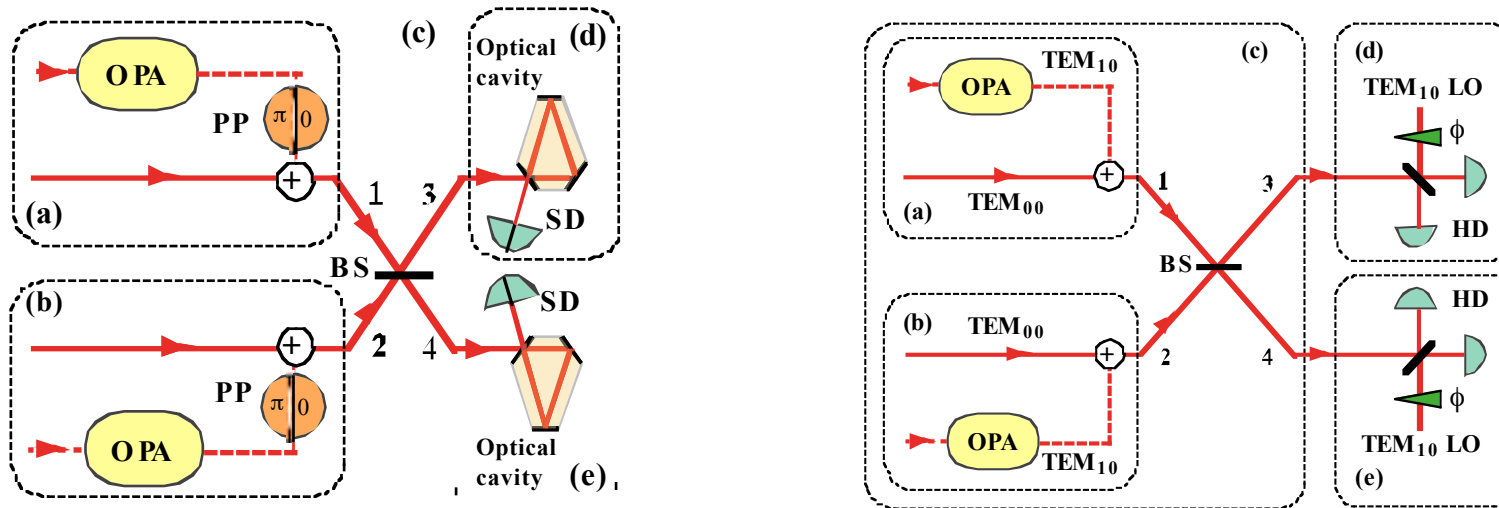 (c)
(d)
Optical
cavity
OPA
PP
π 0
(a)
1
3
SD
BS
(b)
SD
2
4
PP
π 0
OPA
Optical
cavity
(e)
(c)
(d)
TEM10
TEM10 LO
OPA
ϕ
1
3
(a)
TEM00
HD
BS
(b)
TEM00
HD
2
4
ϕ
OPA
TEM10
TEM10 LO
(e)